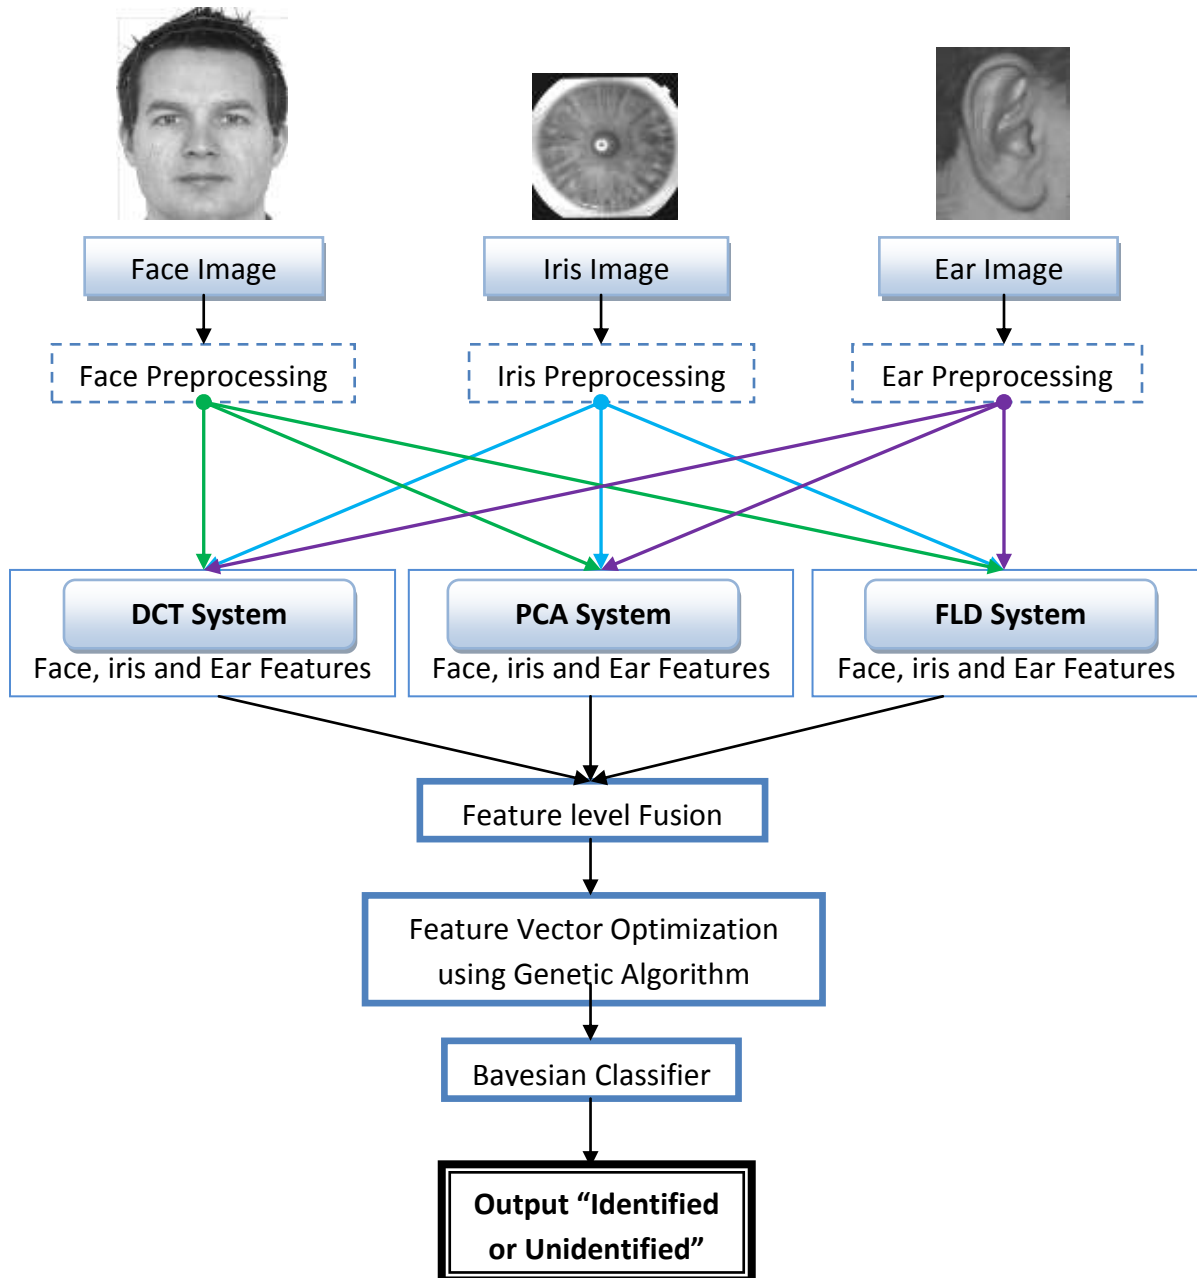 Face Image
Iris Image
Ear Image
Face Preprocessing
Iris Preprocessing
Ear Preprocessing
DCT System
Face, iris and Ear Features
PCA System
Face, iris and Ear Features
FLD System
Face, iris and Ear Features
Feature level Fusion
Feature Vector Optimization
using Genetic Algorithm
Bavesian Classifier
Output “Identified
or Unidentified”